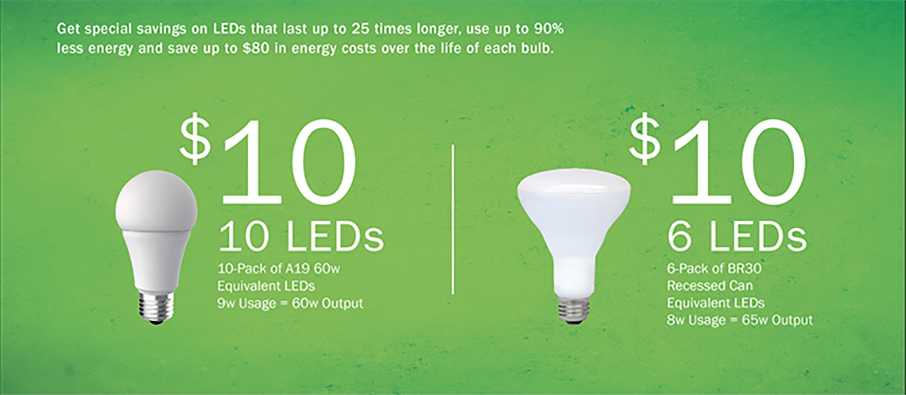 Get special savings on LEDs that last up to 25 times longer, use up to 90%
less energy and save up to $80 in energy costs over the life of each bulb.
$10
10 LEDs
10-Pack of A19 60w
Equivalent LEDs
9w Usage = 60w Output
$10
6 LEDs
6-Pack of BR30
Recessed Can
Equivalent LEDs
8w Usage = 65w Output